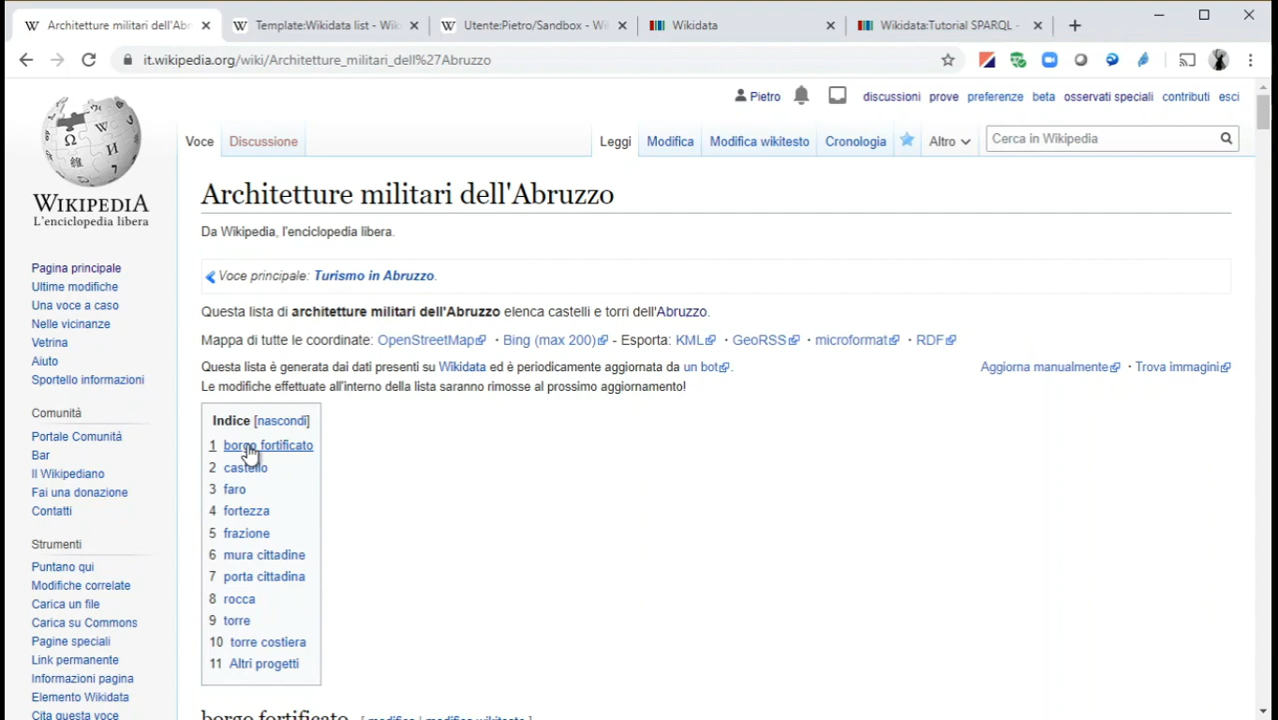 Architetture militari dell'Abr
Template:Wikidata list - Wik
Utente:Pietro/Sandbox - Wi
Wikidata
Wikidata:Tutorial SPARQL -
it.wikipedia.org/wiki/Architetture_militari_dell%27Abruzzo
Pietro discussioni prove preferenze beta osservati speciali contributi esci
Voce Discussione Leggi Modifica Modifica wikitesto Cronologia Altro Cerca in Wikipedia
WIKIPEDIA
L'enciclopedia libera
Pagina principale
Ultime modifiche
Una voce a caso
Nelle vicinanze
Vetrina
Aiuto
Sportello informazioni
Comunità
Portale Comunità
Bar
Il Wikipediano
Fai una donazione
Contatti
Strumenti
Puntano qui
Modifiche correlate
Carica un file
Carica su Commons
Pagine speciali
Link permanente
Informazioni pagina
Elemento Wikidata
Cita questa voce
Architetture militari dell'Abruzzo
Da Wikipedia, l'enciclopedia libera.
Voce principale: Turismo in Abruzzo.
Questa lista di architetture militari dell'Abruzzo elenca castelli e torri dell'Abruzzo.
Mappa di tutte le coordinate: OpenStreetMap · Bing (max 200) - Esporta: KML · GeoRSS · microformat · RDF
Questa lista è generata dai dati presenti su Wikidata ed è periodicamente aggiornata da un bot. Aggiorna manualmente · Trova immagini
Le modifiche effettuate all'interno della lista saranno rimosse al prossimo aggiornamento!
Indice [nascondi]
1 borgo fortificato
2 castello
3 faro
4 fortezza
5 frazione
6 mura cittadine
7 porta cittadina
8 rocca
9 torre
10 torre costiera
11 Altri progetti
borgo fortificato [ modifica | modifica wikitesto ]